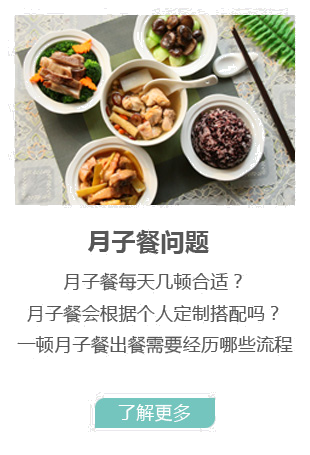 月子餐问题
月子餐每天几顿合适？
月子餐会根据个人定制搭配吗？
一顿月子餐出餐需要经历哪些流程
了解更多